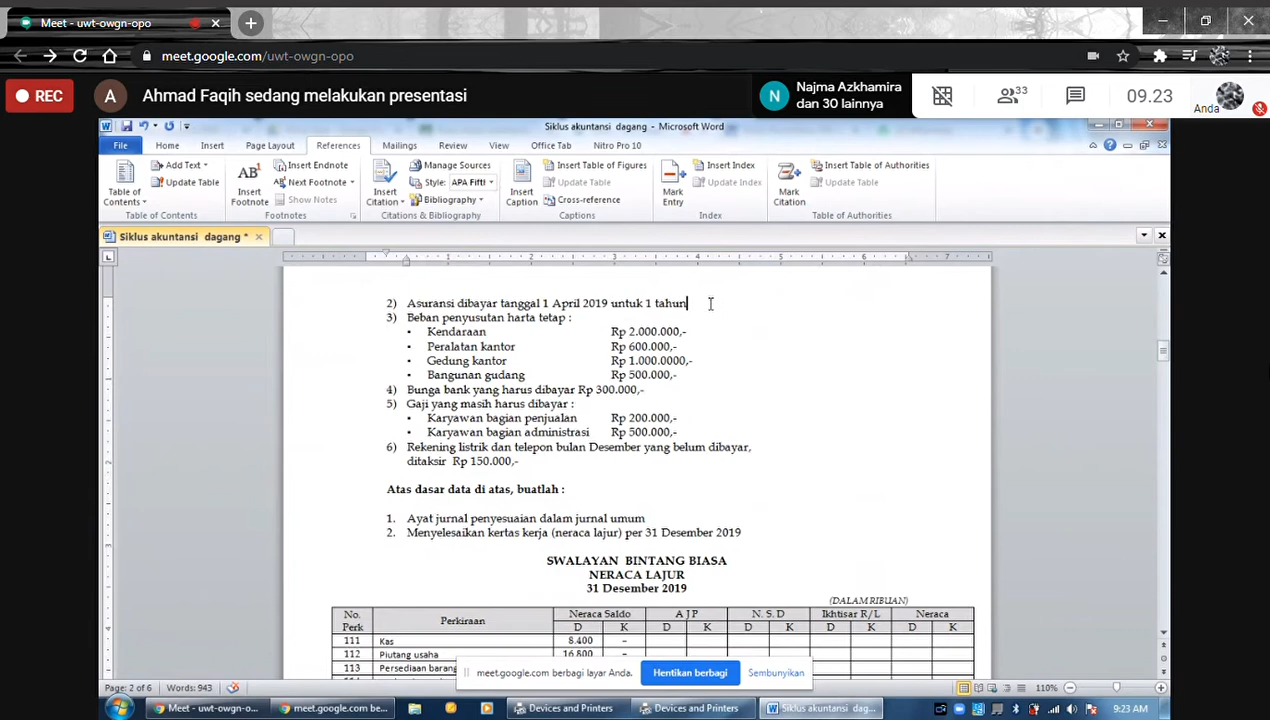 Meet - uwt-owgn-opo
meet.google.com/uwt-owgn-opo
REC
A
Ahmad Faqih sedang melakukan presentasi
N
Najma Azkhamira
dan 30 lainnya
33
09.23
Anda
Siklus akuntansi dagang - Microsoft Word
File Home Insert Page Layout References Mailings Review View Office Tab Nitro Pro 10
Table of Contents
Add Text
Update Table
Table of Contents
Insert Footnote
Insert Endnote
Next Footnote
Show Notes
Footnotes
Insert Citation
Manage Sources
Style: APA Fift
Bibliography
Citations & Bibliography
Insert Caption
Insert Table of Figures
Update Table
Cross-reference
Captions
Mark Entry
Insert Index
Update Index
Index
Mark Citation
Insert Table of Authorities
Update Table
Table of Authorities
Siklus akuntansi dagang *
1 2 3 4 5 6 7
2) Asuransi dibayar tanggal 1 April 2019 untuk 1 tahun
3) Beban penyusutan harta tetap :
• Kendaraan Rp 2.000.000,-
• Peralatan kantor Rp 600.000,-
• Gedung kantor Rp 1.000.0000,-
• Bangunan gudang Rp 500.000,-
4) Bunga bank yang harus dibayar Rp 300.000,-
5) Gaji yang masih harus dibayar :
• Karyawan bagian penjualan Rp 200.000,-
• Karyawan bagian administrasi Rp 500.000,-
6) Rekening listrik dan telepon bulan Desember yang belum dibayar,
ditaksir Rp 150.000,-
Atas dasar data di atas, buatlah :
1. Ayat jurnal penyesuaian dalam jurnal umum
2. Menyelesaikan kertas kerja (neraca lajur) per 31 Desember 2019
SWALAYAN BINTANG BIASA
NERACA LAJUR
31 Desember 2019
(DALAM RIBUAN)
No. Perk Perkiraan Neraca Saldo A J P N. S. D Ikhtisar R/L Neraca
D K D K D K D K D K
111 Kas 8.400 –
112 Piutang usaha 16.800 –
113 Persediaan barang
meet.google.com berbagi layar Anda.
Hentikan berbagi
Sembunyikan
Page: 2 of 6
Words: 943
110%
Meet - uwt-owgn-o...
meet.google.com be...
Devices and Printers
Devices and Printers
Siklus akuntansi dag...
9:23 AM